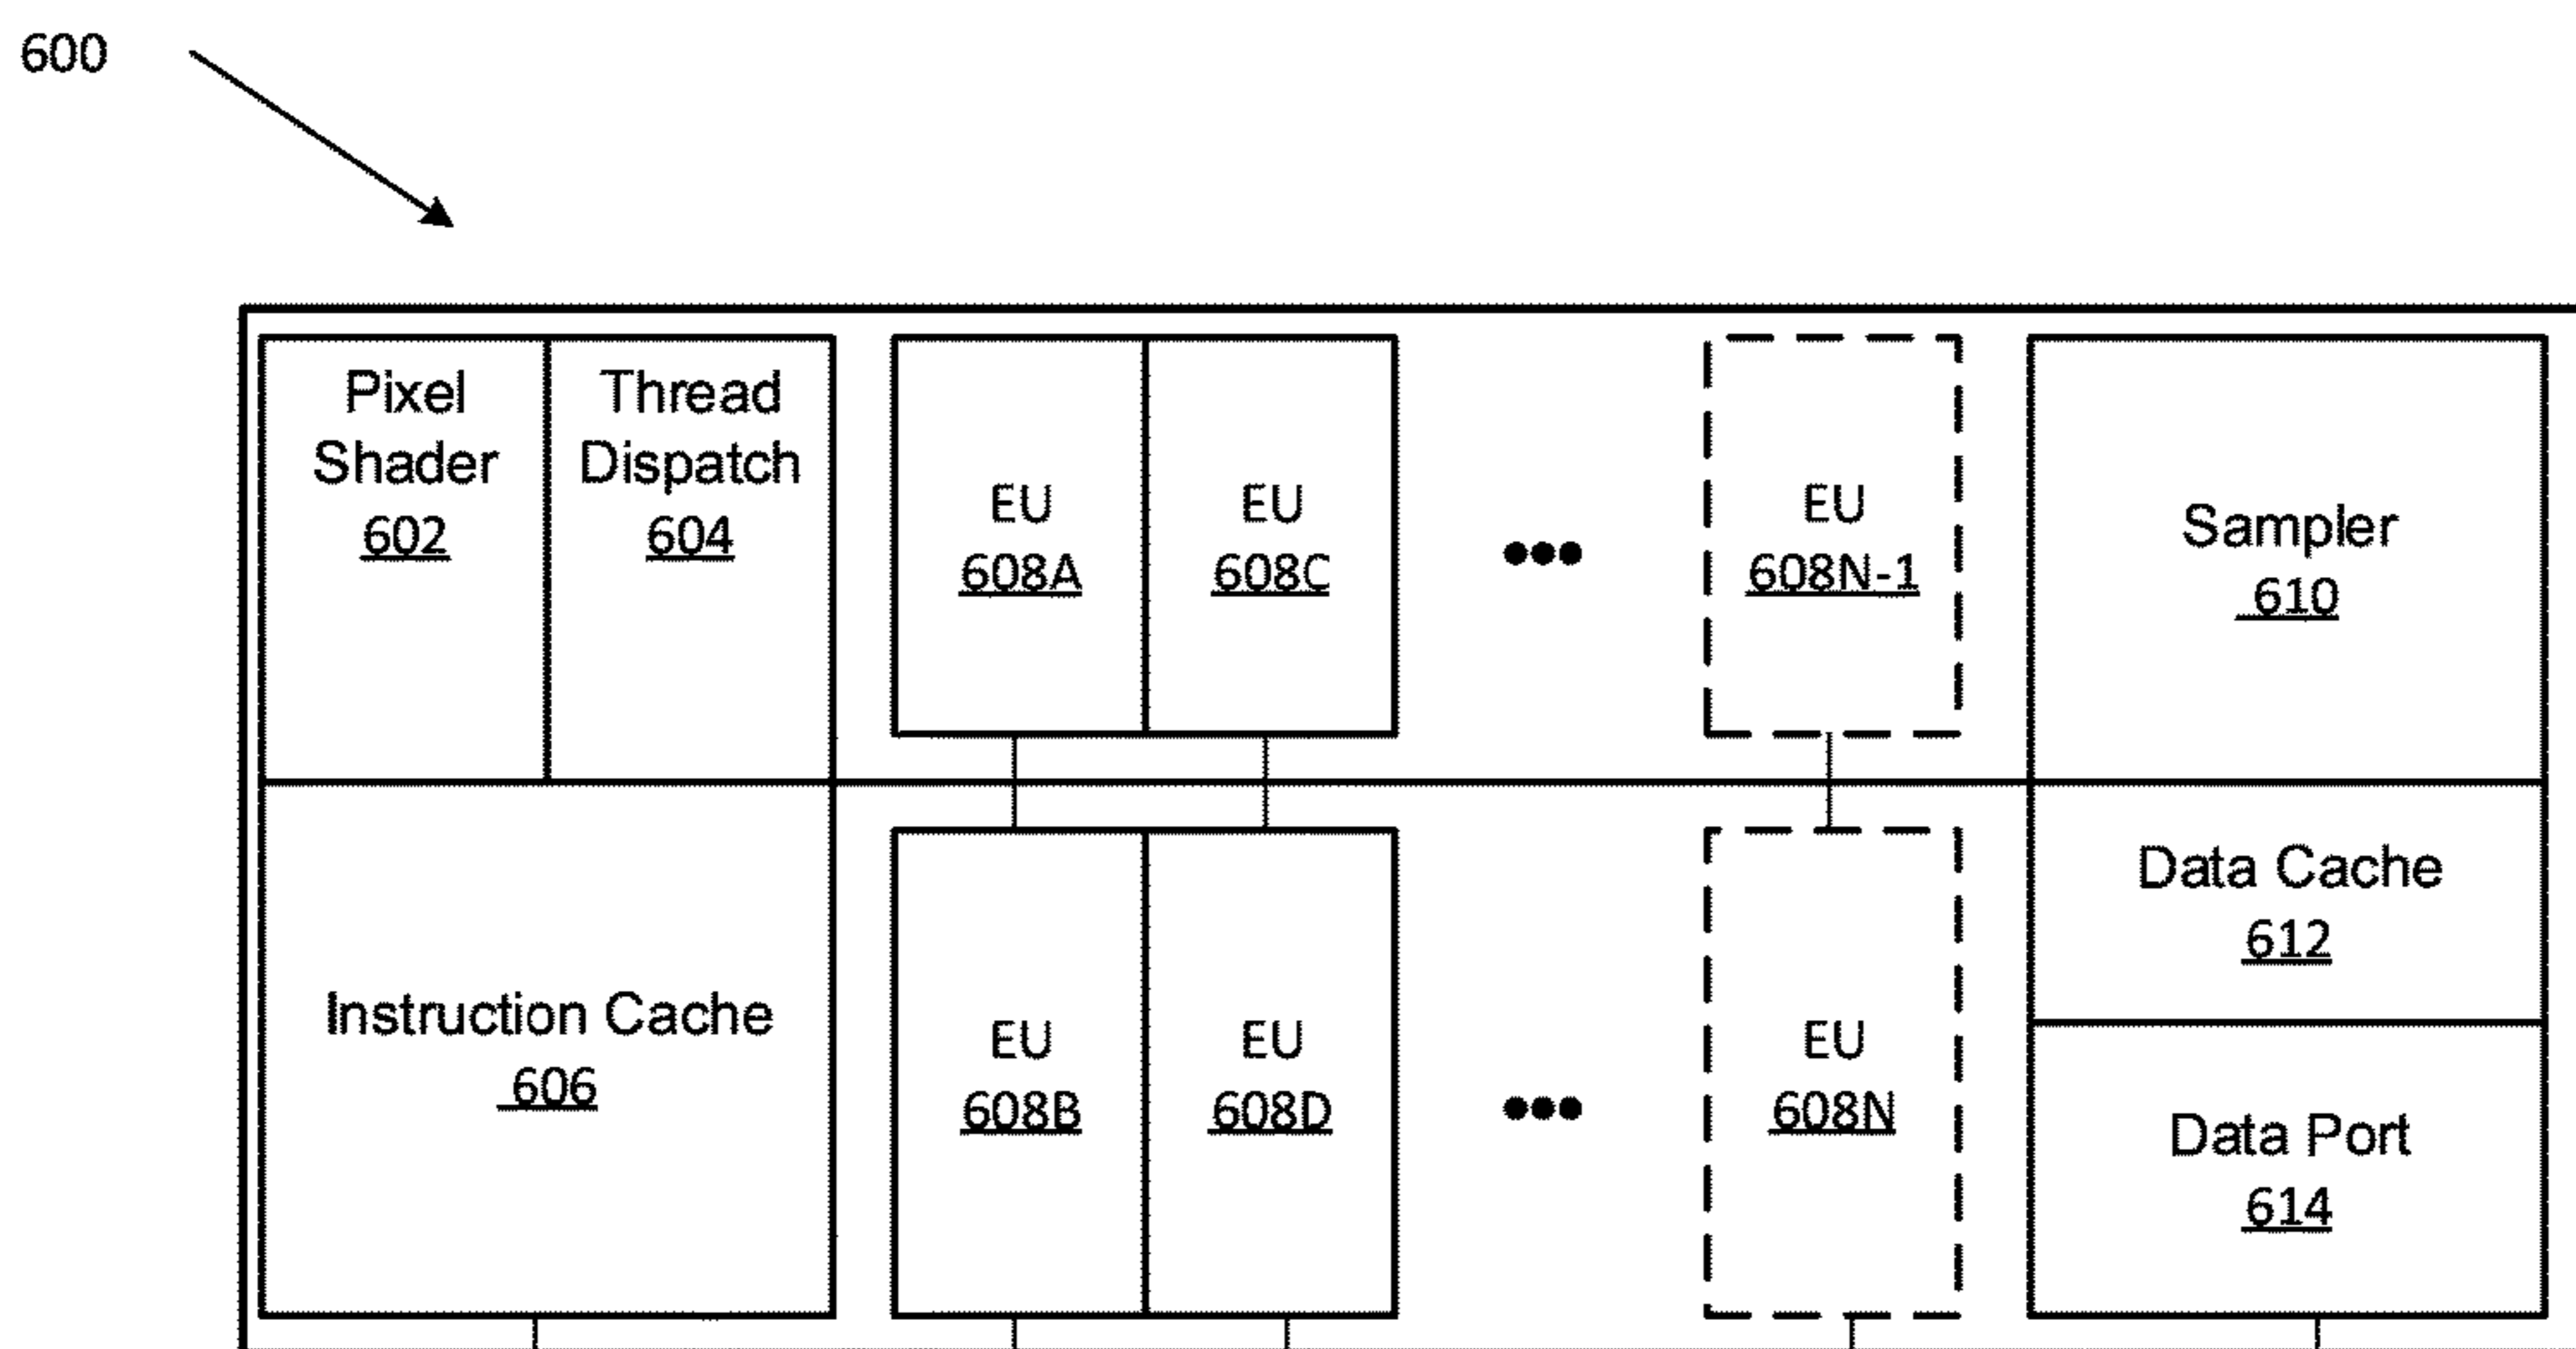 600
Pixel
Shader
602
Thread
Dispatch
604
EU
608A
EU
608C
•••
EU
608N-1
Sampler
610
Instruction Cache
606
EU
608B
EU
608D
•••
EU
608N
Data Cache
612
Data Port
614